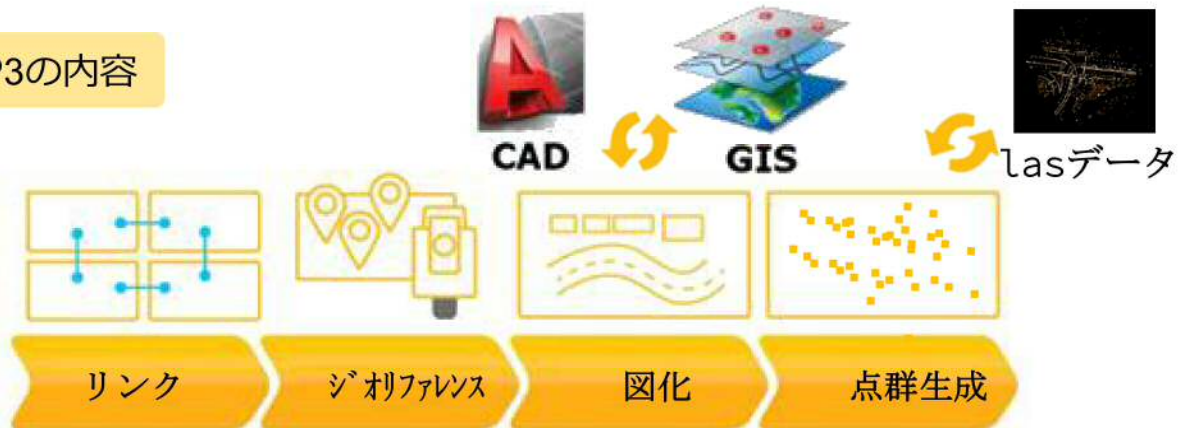 P3の内容
CAD
GIS
lasデータ
リンク
ジオリファレンス
図化
点群生成